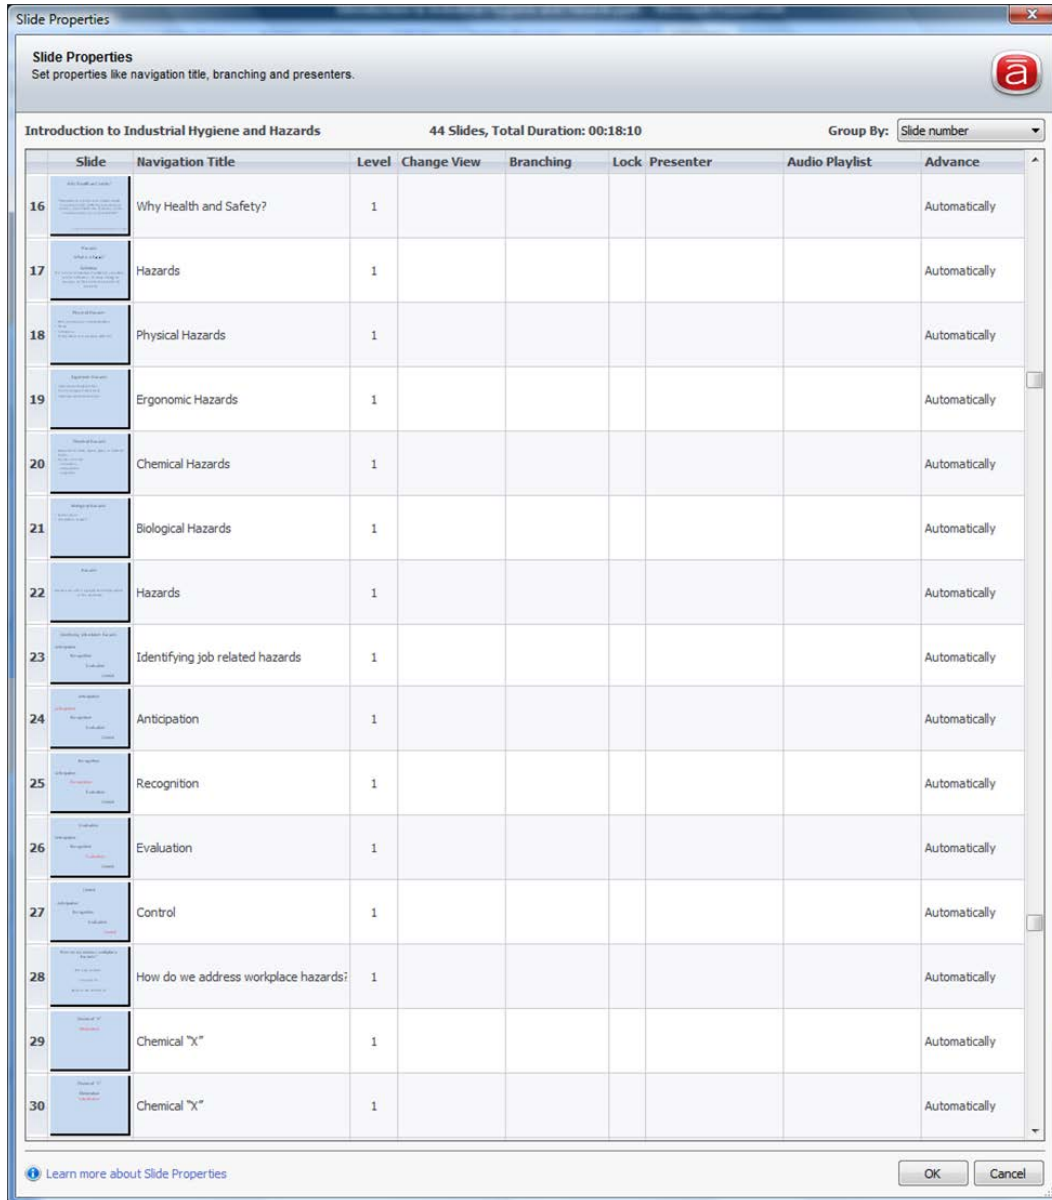 Slide Properties
Slide Properties
Set properties like navigation title, branching and presenters.
Introduction to Industrial Hygiene and Hazards 44 Slides, Total Duration: 00:18:10 Group By: Slide number
Slide Navigation Title Level Change View Branching Lock Presenter Audio Playlist Advance
16 Why Health and Safety? 1 Automatically
17 Hazards 1 Automatically
18 Physical Hazards 1 Automatically
19 Ergonomic Hazards 1 Automatically
20 Chemical Hazards 1 Automatically
21 Biological Hazards 1 Automatically
22 Hazards 1 Automatically
23 Identifying job related hazards 1 Automatically
24 Anticipation 1 Automatically
25 Recognition 1 Automatically
26 Evaluation 1 Automatically
27 Control 1 Automatically
28 How do we address workplace hazards? 1 Automatically
29 Chemical "X" 1 Automatically
30 Chemical "X" 1 Automatically
Learn more about Slide Properties OK Cancel